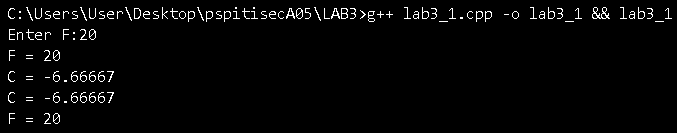 C:\Users\User\Desktop\pspitisecA05\LAB3>g++ lab3_1.cpp -o lab3_1 && lab3_1
Enter F:20
F = 20
C = -6.66667
C = -6.66667
F = 20